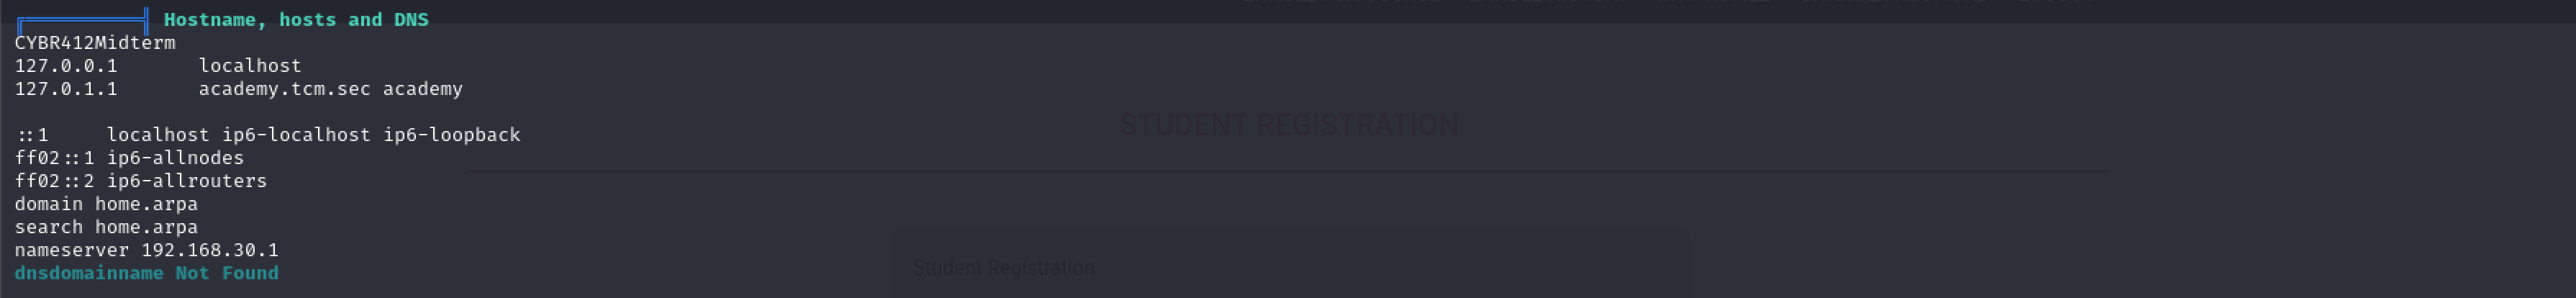 Hostname, hosts and DNS
CYBR412Midterm
127.0.0.1       localhost
127.0.1.1       academy.tcm.sec academy
STUDENT REGISTRATION
::1     localhost ip6-localhost ip6-loopback
ff02::1 ip6-allnodes
ff02::2 ip6-allrouters
domain home.arpa
search home.arpa
nameserver 192.168.30.1
Student Registration
dnsdomainname Not Found